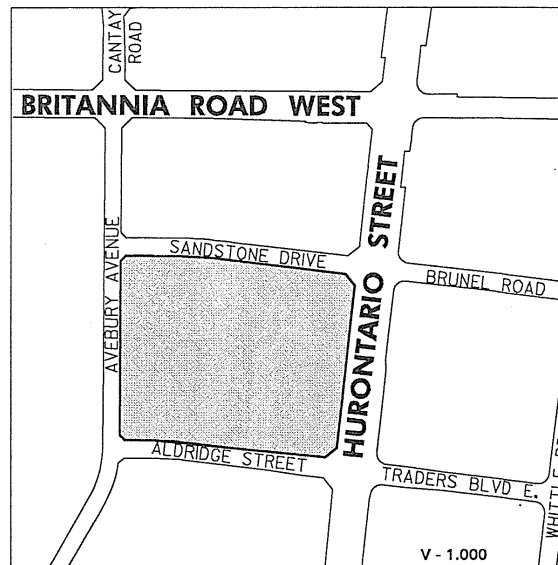 CANTAY
ROAD
BRITANNIA ROAD WEST
HURONTARIO STREET
AVEBURY AVENUE
SANDSTONE DRIVE
BRUNEL ROAD
ALDRIDGE STREET
TRADERS BLVD E.
WHITTLE
V - 1.000